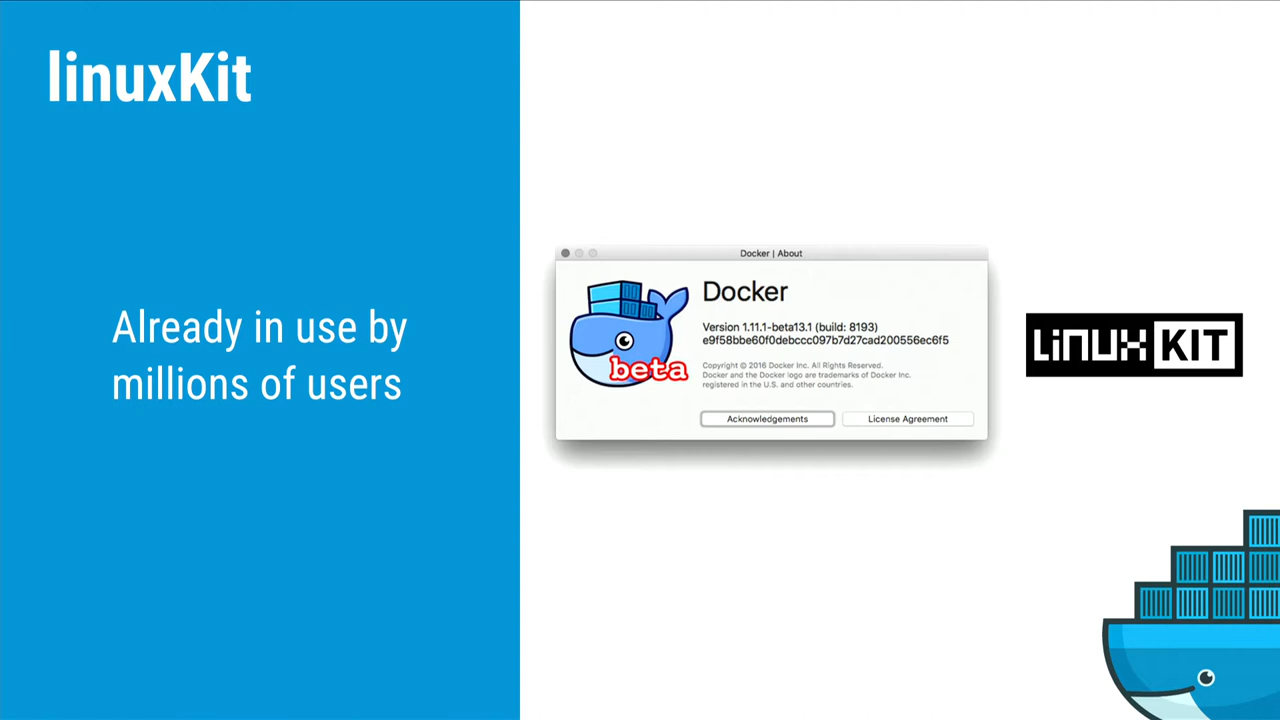 linuxKit
Already in use by
millions of users
Docker | About
Docker
Version 1.11.1-beta13.1 (build: 8193)
e9f58bbe60f0debccc097b7d27cad200556ec6f5
Copyright © 2016 Docker Inc. All Rights Reserved.
Docker and the Docker logo are trademarks of Docker Inc.
registered in the U.S. and other countries.
beta
Acknowledgements
License Agreement
LinUX KIT